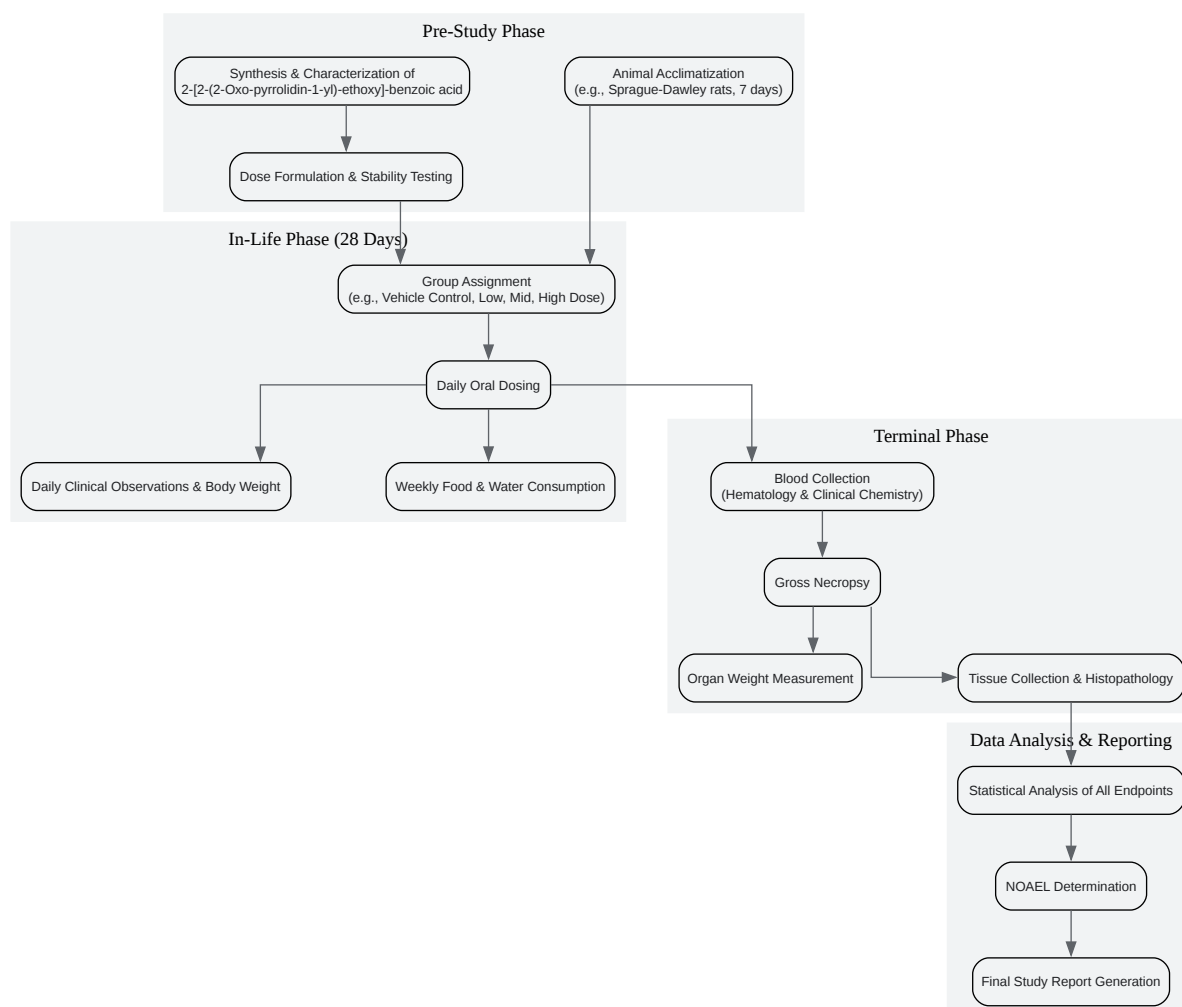 Pre-Study Phase
Synthesis & Characterization of
2-[2-(2-Oxo-pyrrolidin-1-yl)-ethoxy]-benzoic acid
Animal Acclimatization
(e.g., Sprague-Dawley rats, 7 days)
Dose Formulation & Stability Testing
In-Life Phase (28 Days)
Group Assignment
(e.g., Vehicle Control, Low, Mid, High Dose)
Daily Oral Dosing
Daily Clinical Observations & Body Weight
Weekly Food & Water Consumption
Terminal Phase
Blood Collection
(Hematology & Clinical Chemistry)
Gross Necropsy
Organ Weight Measurement
Tissue Collection & Histopathology
Data Analysis & Reporting
Statistical Analysis of All Endpoints
NOAEL Determination
Final Study Report Generation